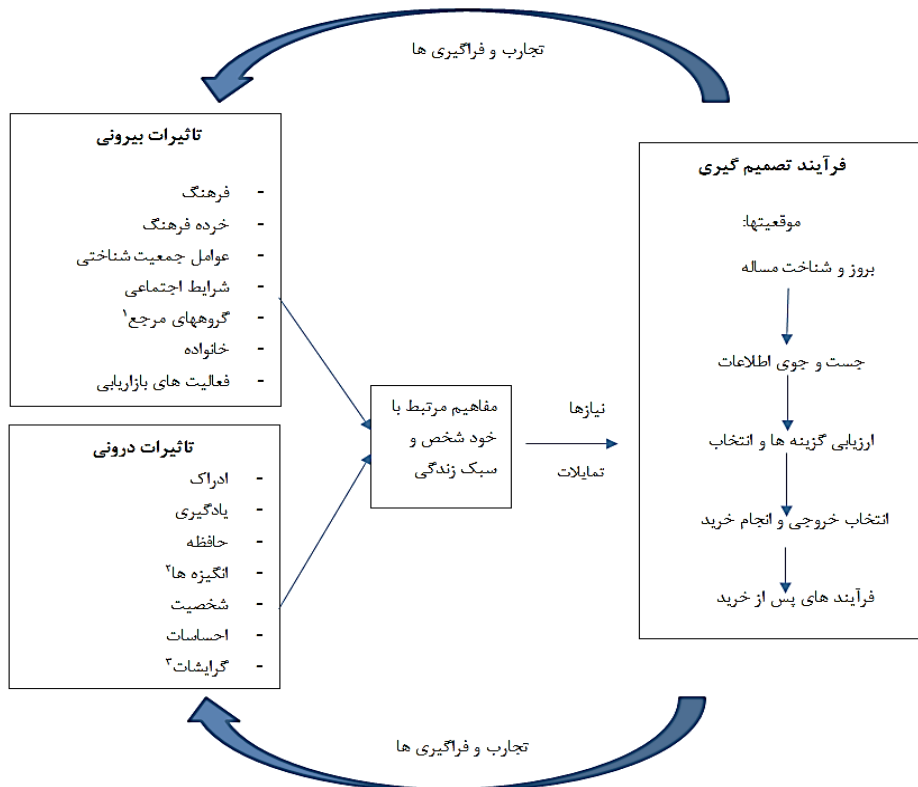 تجارب و فراگیری ها
تاثیرات بیرونی
- فرهنگ
- خرده فرهنگ
- عوامل جمعیت شناختی
- شرایط اجتماعی
- گروههای مرجع۱
- خانواده
- فعالیت های بازاریابی
تاثیرات درونی
- ادراک
- یادگیری
- حافظه
- انگیزه ها۲
- شخصیت
- احساسات
- گرایشات۳
مفاهیم مرتبط با
خود شخص و
سبک زندگی
نیازها
تمایلات
فرآیند تصمیم گیری
موقعیتها:
بروز و شناخت مساله
جست و جوی اطلاعات
ارزیابی گزینه ها و انتخاب
انتخاب خروجی و انجام خرید
فرآیند های پس از خرید
تجارب و فراگیری ها